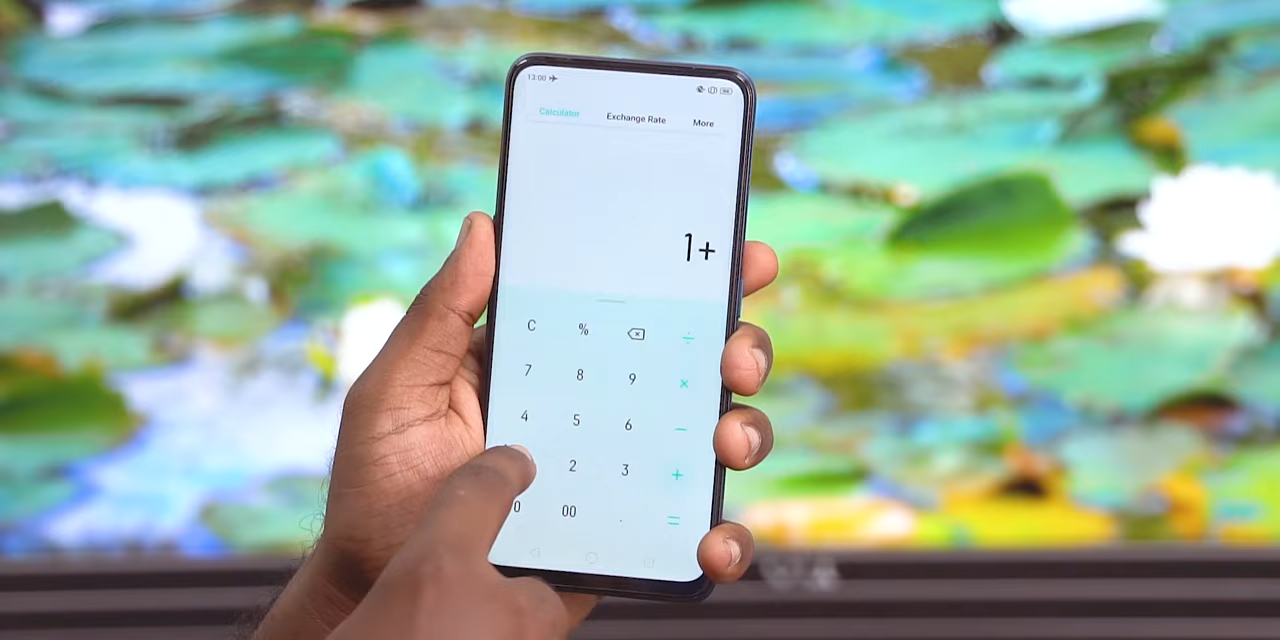 13:00
Calculator Exchange Rate More
1+
C % ÷
7 8 9 ×
4 5 6 −
2 3 +
0 00 . =